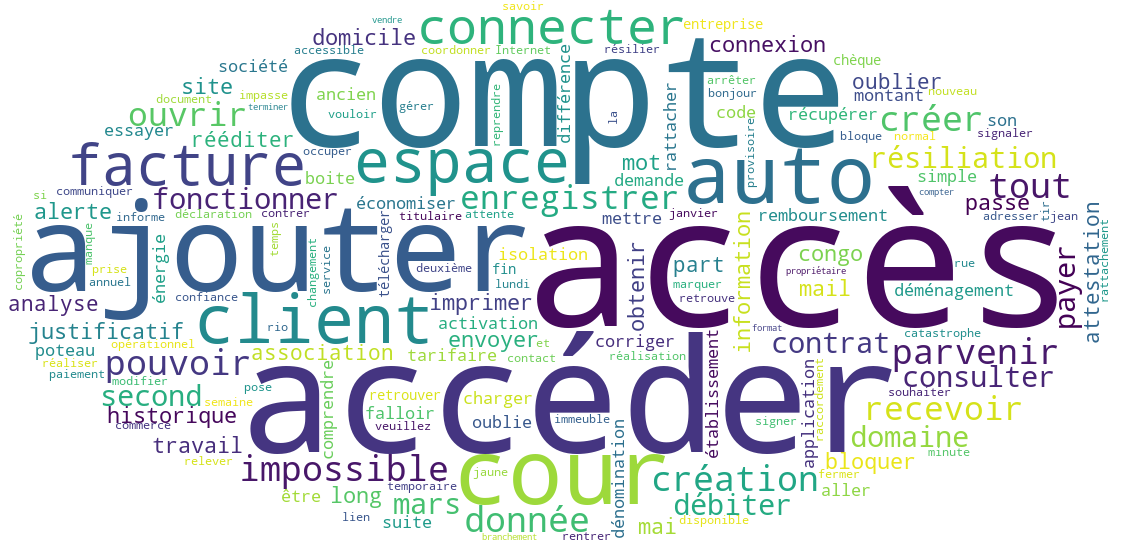 savoir
vendre
connecter
entreprise
domicile
coordonner
Internet
résilier
connexion
accessible
compte
société
différence
chèque
site
impasse
ancien
gérer
arrêter
oublier
terminer
document
vouloir
la
bonjour
montant
nouveau
ouvrir
reprendre
rattacher
code
récupérer
créer
son
essayer
rééditer
occuper
provisoire
bloque
normal
signaler
facture
espace
mot
auto
résiliation
boite
demande
simple
tout
si
communiquer
économiser
compter
passe
fonctionner
enregistrer
copropriété
alerte
informe
déclaration
contrer
titulaire
attente
mettre
janvier
remboursement
adresser
tir
jean
manque
ajouter
accès
énergie
temps
changement
service
télécharger
isolation
obtenir
information
congo
payer
attestation
rattachement
prise
annuel
deuxième
fin
part
propriétaire
rue
lundi
marquer
mail
déménagement
analyse
confiance
imprimer
retrouve
client
rio
activation
corriger
format
catastrophe
justificatif
opérationnel
envoyer
et
contrat
poteau
association
tarifaire
contact
réalisation
parvenir
réaliser
pouvoir
paiement
accéder
établissement
consulter
modifier
pose
comprendre
application
raccordement
second
retrouver
charger
souhaiter
semaine
historique
falloir
oublie
immeuble
signer
recevoir
commerce
veuillez
travail
dénomination
domaine
minute
relever
impossible
jaune
cour
création
bloquer
fermer
temporaire
être
long
mars
débiter
aller
lien
suite
donnée
mai
disponible
branchement
rentrer